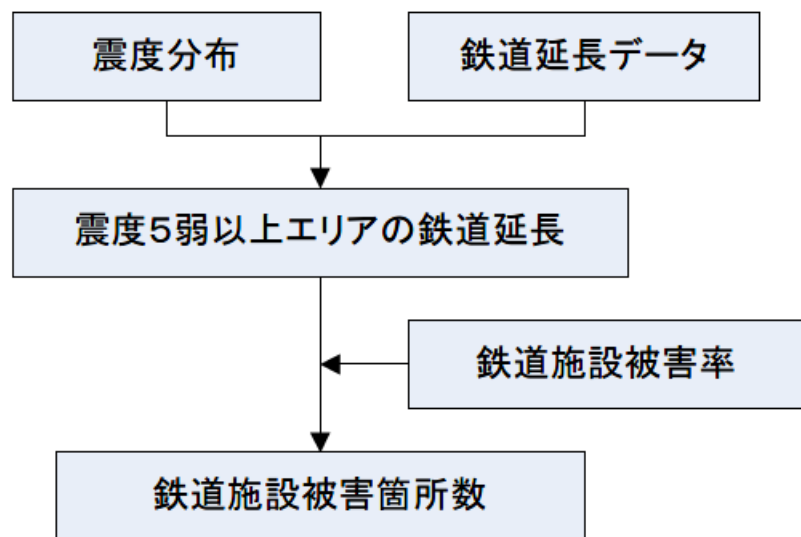 震度分布
鉄道延長データ
震度５弱以上エリアの鉄道延長
鉄道施設被害率
鉄道施設被害箇所数